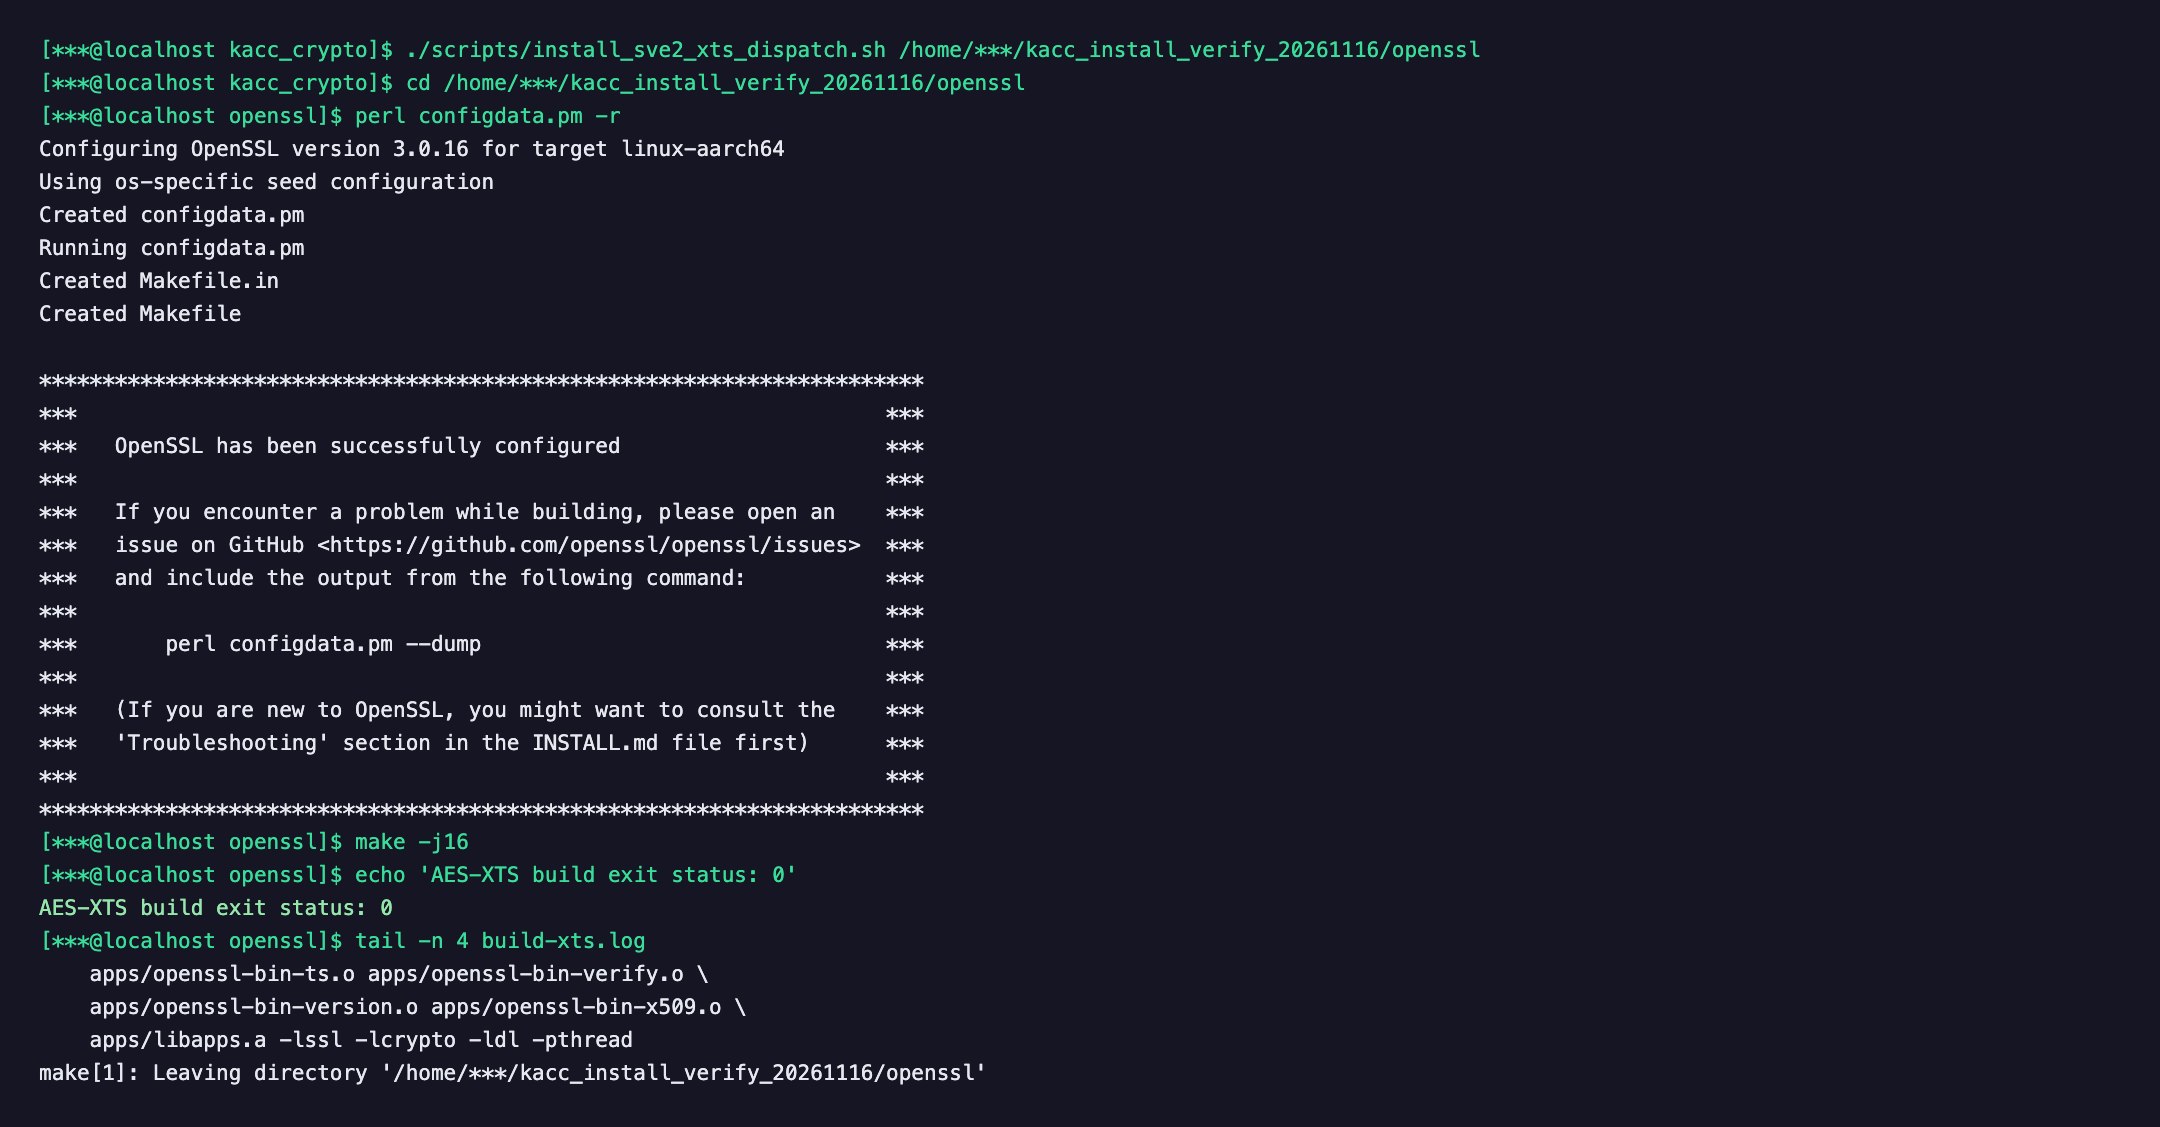 [***@localhost kacc_crypto]$ ./scripts/install_sve2_xts_dispatch.sh /home/***/kacc_install_verify_20261116/openssl
[***@localhost kacc_crypto]$ cd /home/***/kacc_install_verify_20261116/openssl
[***@localhost openssl]$ perl configdata.pm -r
Configuring OpenSSL version 3.0.16 for target linux-aarch64
Using os-specific seed configuration
Created configdata.pm
Running configdata.pm
Created Makefile.in
Created Makefile

**********************************************************************
***                                                                ***
***   OpenSSL has been successfully configured                     ***
***                                                                ***
***   If you encounter a problem while building, please open an    ***
***   issue on GitHub <https://github.com/openssl/openssl/issues>  ***
***   and include the output from the following command:           ***
***                                                                ***
***       perl configdata.pm --dump                                ***
***                                                                ***
***   (If you are new to OpenSSL, you might want to consult the    ***
***   'Troubleshooting' section in the INSTALL.md file first)      ***
***                                                                ***
**********************************************************************
[***@localhost openssl]$ make -j16
[***@localhost openssl]$ echo 'AES-XTS build exit status: 0'
AES-XTS build exit status: 0
[***@localhost openssl]$ tail -n 4 build-xts.log
    apps/openssl-bin-ts.o apps/openssl-bin-verify.o \
    apps/openssl-bin-version.o apps/openssl-bin-x509.o \
    apps/libapps.a -lssl -lcrypto -ldl -pthread
make[1]: Leaving directory '/home/***/kacc_install_verify_20261116/openssl'